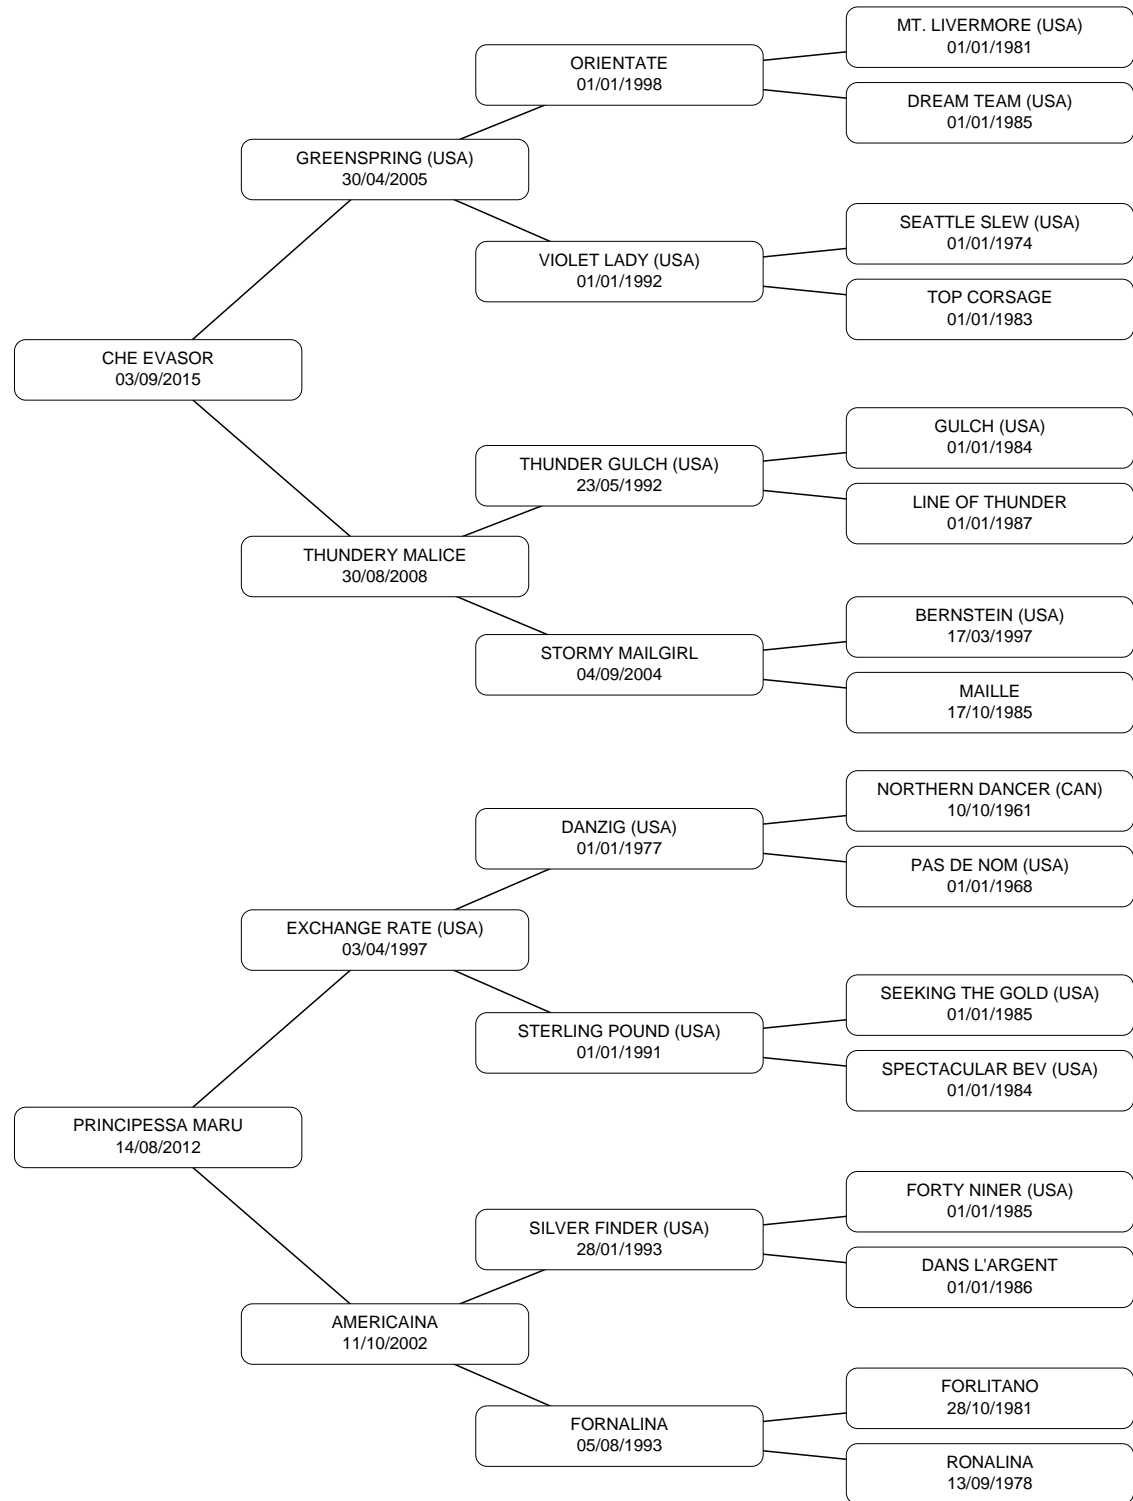 MT. LIVERMORE (USA)
01/01/1981
ORIENTATE
01/01/1998
DREAM TEAM (USA)
01/01/1985
GREENSPRING (USA)
30/04/2005
SEATTLE SLEW (USA)
01/01/1974
VIOLET LADY (USA)
01/01/1992
TOP CORSAGE
01/01/1983
CHE EVASOR
03/09/2015
GULCH (USA)
01/01/1984
THUNDER GULCH (USA)
23/05/1992
LINE OF THUNDER
01/01/1987
THUNDERY MALICE
30/08/2008
BERNSTEIN (USA)
17/03/1997
STORMY MAILGIRL
04/09/2004
MAILLE
17/10/1985
NORTHERN DANCER (CAN)
10/10/1961
DANZIG (USA)
01/01/1977
PAS DE NOM (USA)
01/01/1968
EXCHANGE RATE (USA)
03/04/1997
SEEKING THE GOLD (USA)
01/01/1985
STERLING POUND (USA)
01/01/1991
SPECTACULAR BEV (USA)
01/01/1984
PRINCIPESSA MARU
14/08/2012
FORTY NINER (USA)
01/01/1985
SILVER FINDER (USA)
28/01/1993
DANS L'ARGENT
01/01/1986
AMERICAINA
11/10/2002
FORLITANO
28/10/1981
FORNALINA
05/08/1993
RONALINA
13/09/1978